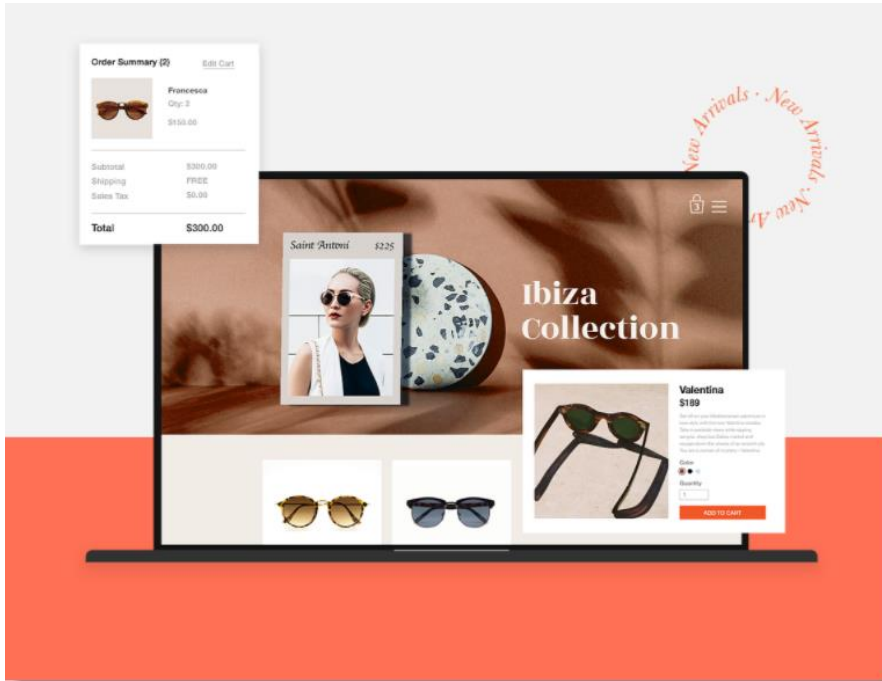 Order Summary (2) Edit Cart
Francesca
Qty: 2
$150.00
Subtotal $300.00
Shipping FREE
Sales Tax $0.00
Total $300.00
New Arrivals · New Arrivals · New Arrivals ·
3
Saint Antoni $225
Ibiza
Collection
Valentina
$189
Color
Quantity
1
ADD TO CART